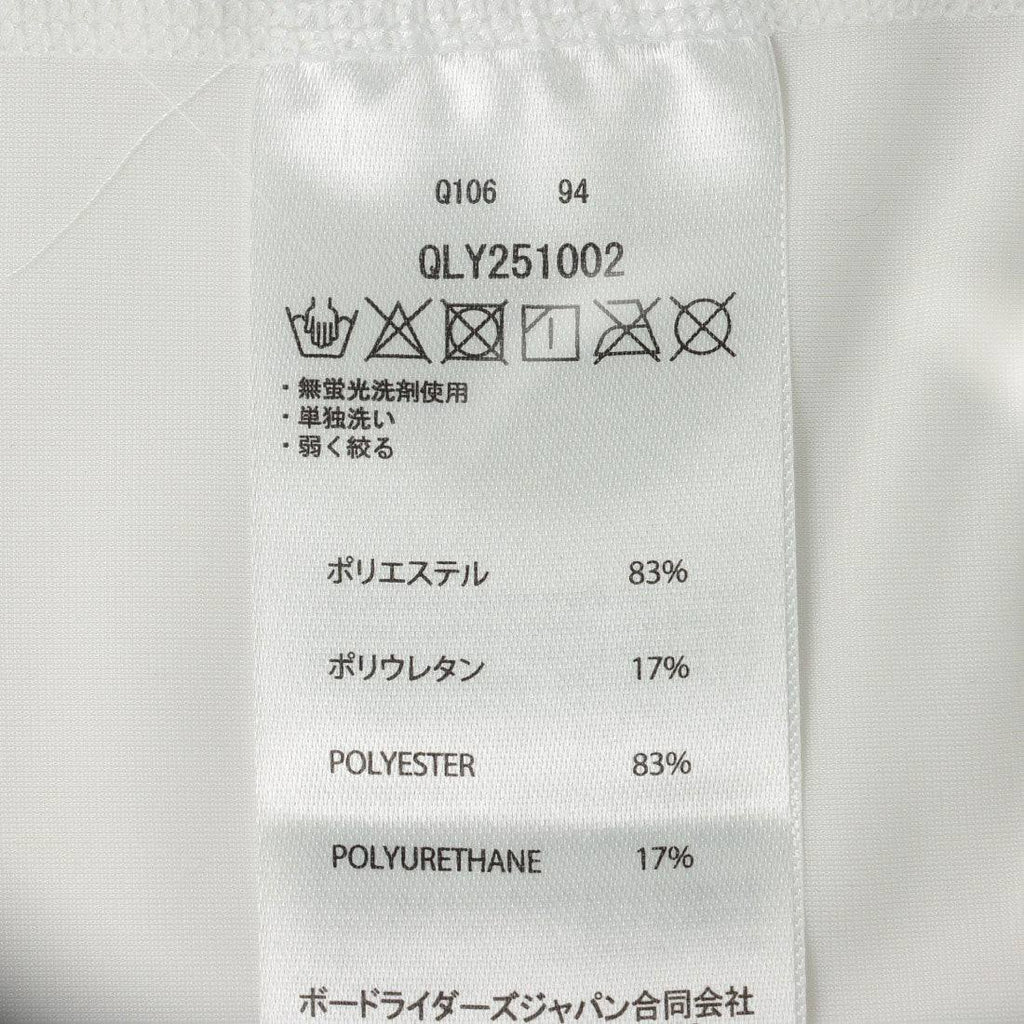 Q106 94
QLY251002
・無蛍光洗剤使用
・単独洗い
・弱く絞る
ポリエステル 83%
ポリウレタン 17%
POLYESTER 83%
POLYURETHANE 17%
ボードライダーズジャパン合同会社